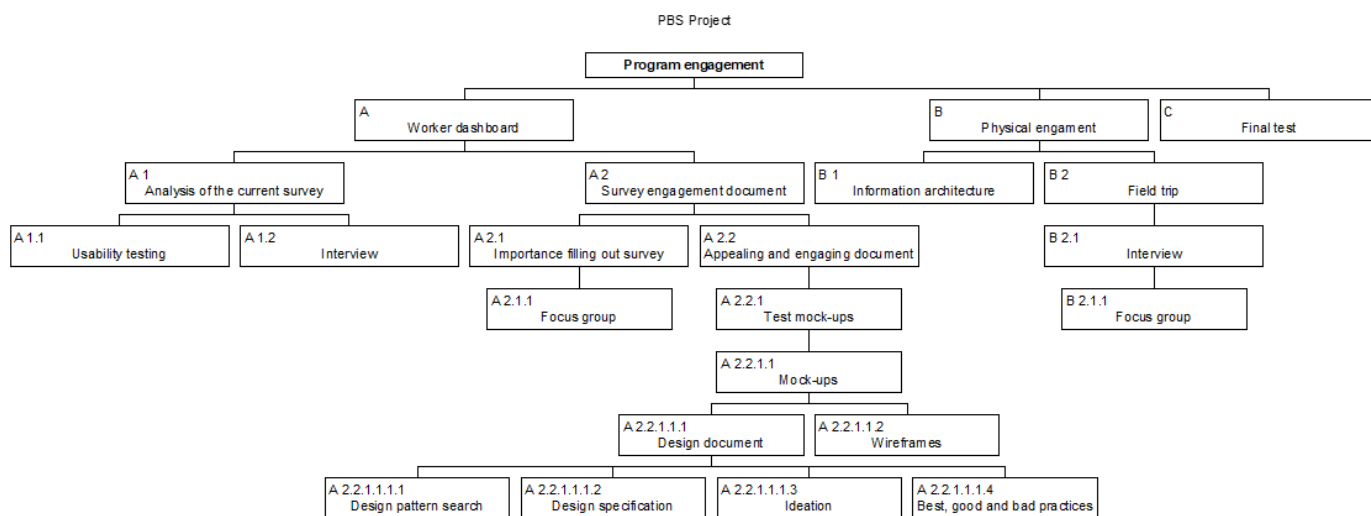 PBS Project
Program engagement
A
Worker dashboard
B
Physical engament
C
Final test
A 1
Analysis of the current survey
A 2
Survey engagement document
B 1
Information architecture
B 2
Field trip
A 1.1
Usability testing
A 1.2
Interview
A 2.1
Importance filling out survey
A 2.2
Appealing and engaging document
B 2.1
Interview
A 2.1.1
Focus group
A 2.2.1
Test mock-ups
B 2.1.1
Focus group
A 2.2.1.1
Mock-ups
A 2.2.1.1.1
Design document
A 2.2.1.1.2
Wireframes
A 2.2.1.1.1.1
Design pattern search
A 2.2.1.1.1.2
Design specification
A 2.2.1.1.1.3
Ideation
A 2.2.1.1.1.4
Best, good and bad practices